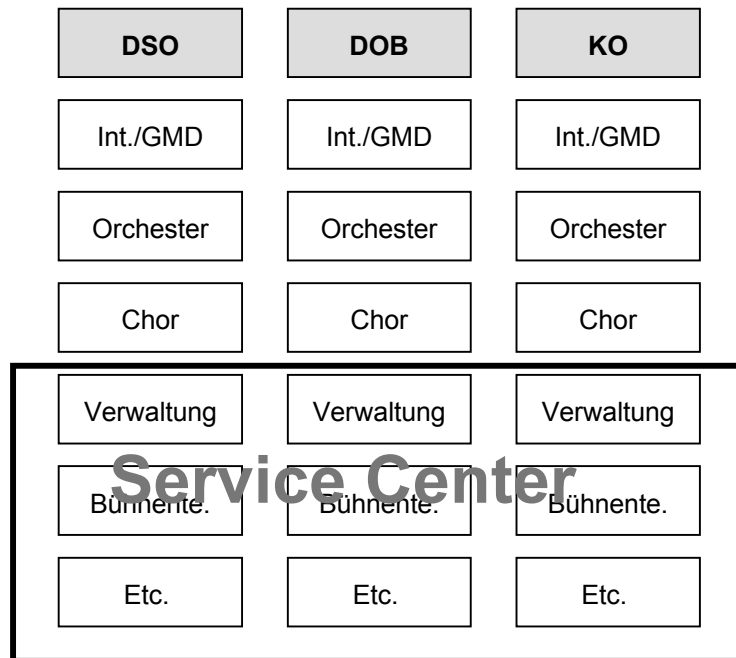 DSO DOB KO
Int./GMD Int./GMD Int./GMD
Orchester Orchester Orchester
Chor Chor Chor
Verwaltung Verwaltung Verwaltung
Service Center
Bühnente. Bühnente. Bühnente.
Etc. Etc. Etc.